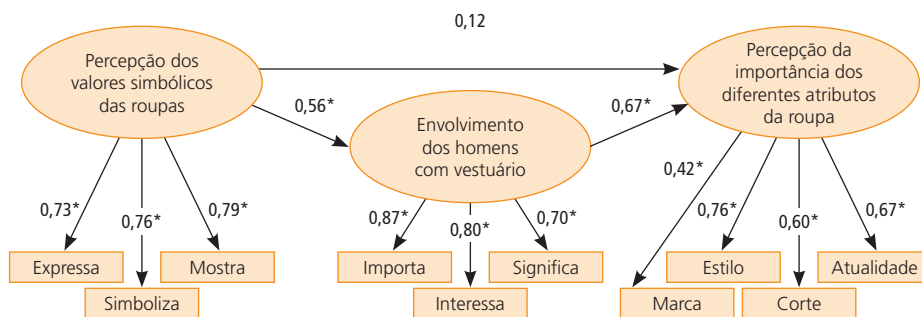 0,12
Percepção dos
valores simbólicos
das roupas
Percepção da
importância dos
diferentes atributos
da roupa
0,56*
0,67*
Envolvimento
dos homens
com vestuário
0,73*
0,76*
0,79*
0,87*
0,80*
0,70*
0,42*
0,76*
0,60*
0,67*
Expressa
Mostra
Importa
Significa
Estilo
Atualidade
Simboliza
Interessa
Marca
Corte